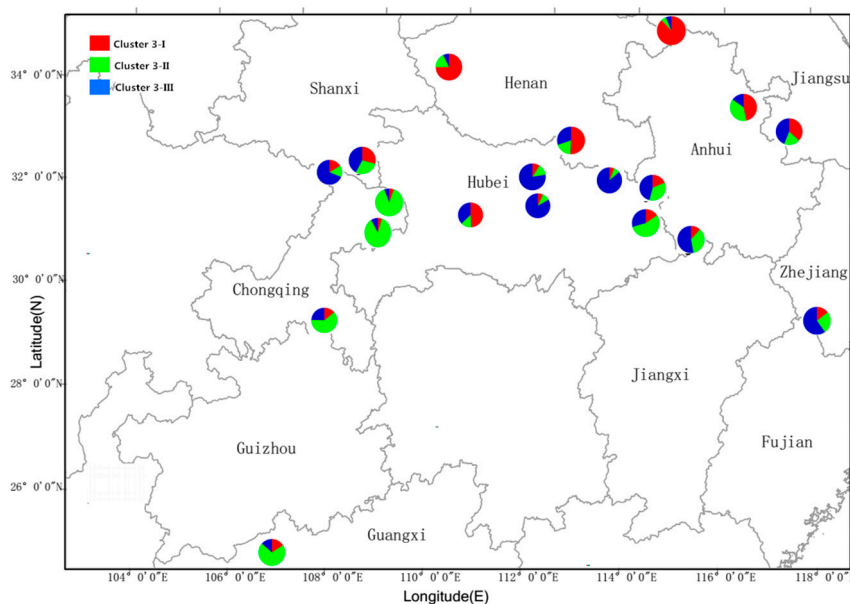 Cluster 3-I
Cluster 3-II
Cluster 3-III
Shanxi
Henan
Jiangsu
Anhui
Hubei
Chongqing
Zhejiang
Jiangxi
Guizhou
Fujian
Guangxi
Latitude(N)
34° 0'0"N
32° 0'0"N
30° 0'0"N
28° 0'0"N
26° 0'0"N
104° 0'0"E
106° 0'0"E
108° 0'0"E
110° 0'0"E
112° 0'0"E
114° 0'0"E
116° 0'0"E
118° 0'0"E
Longitude(E)